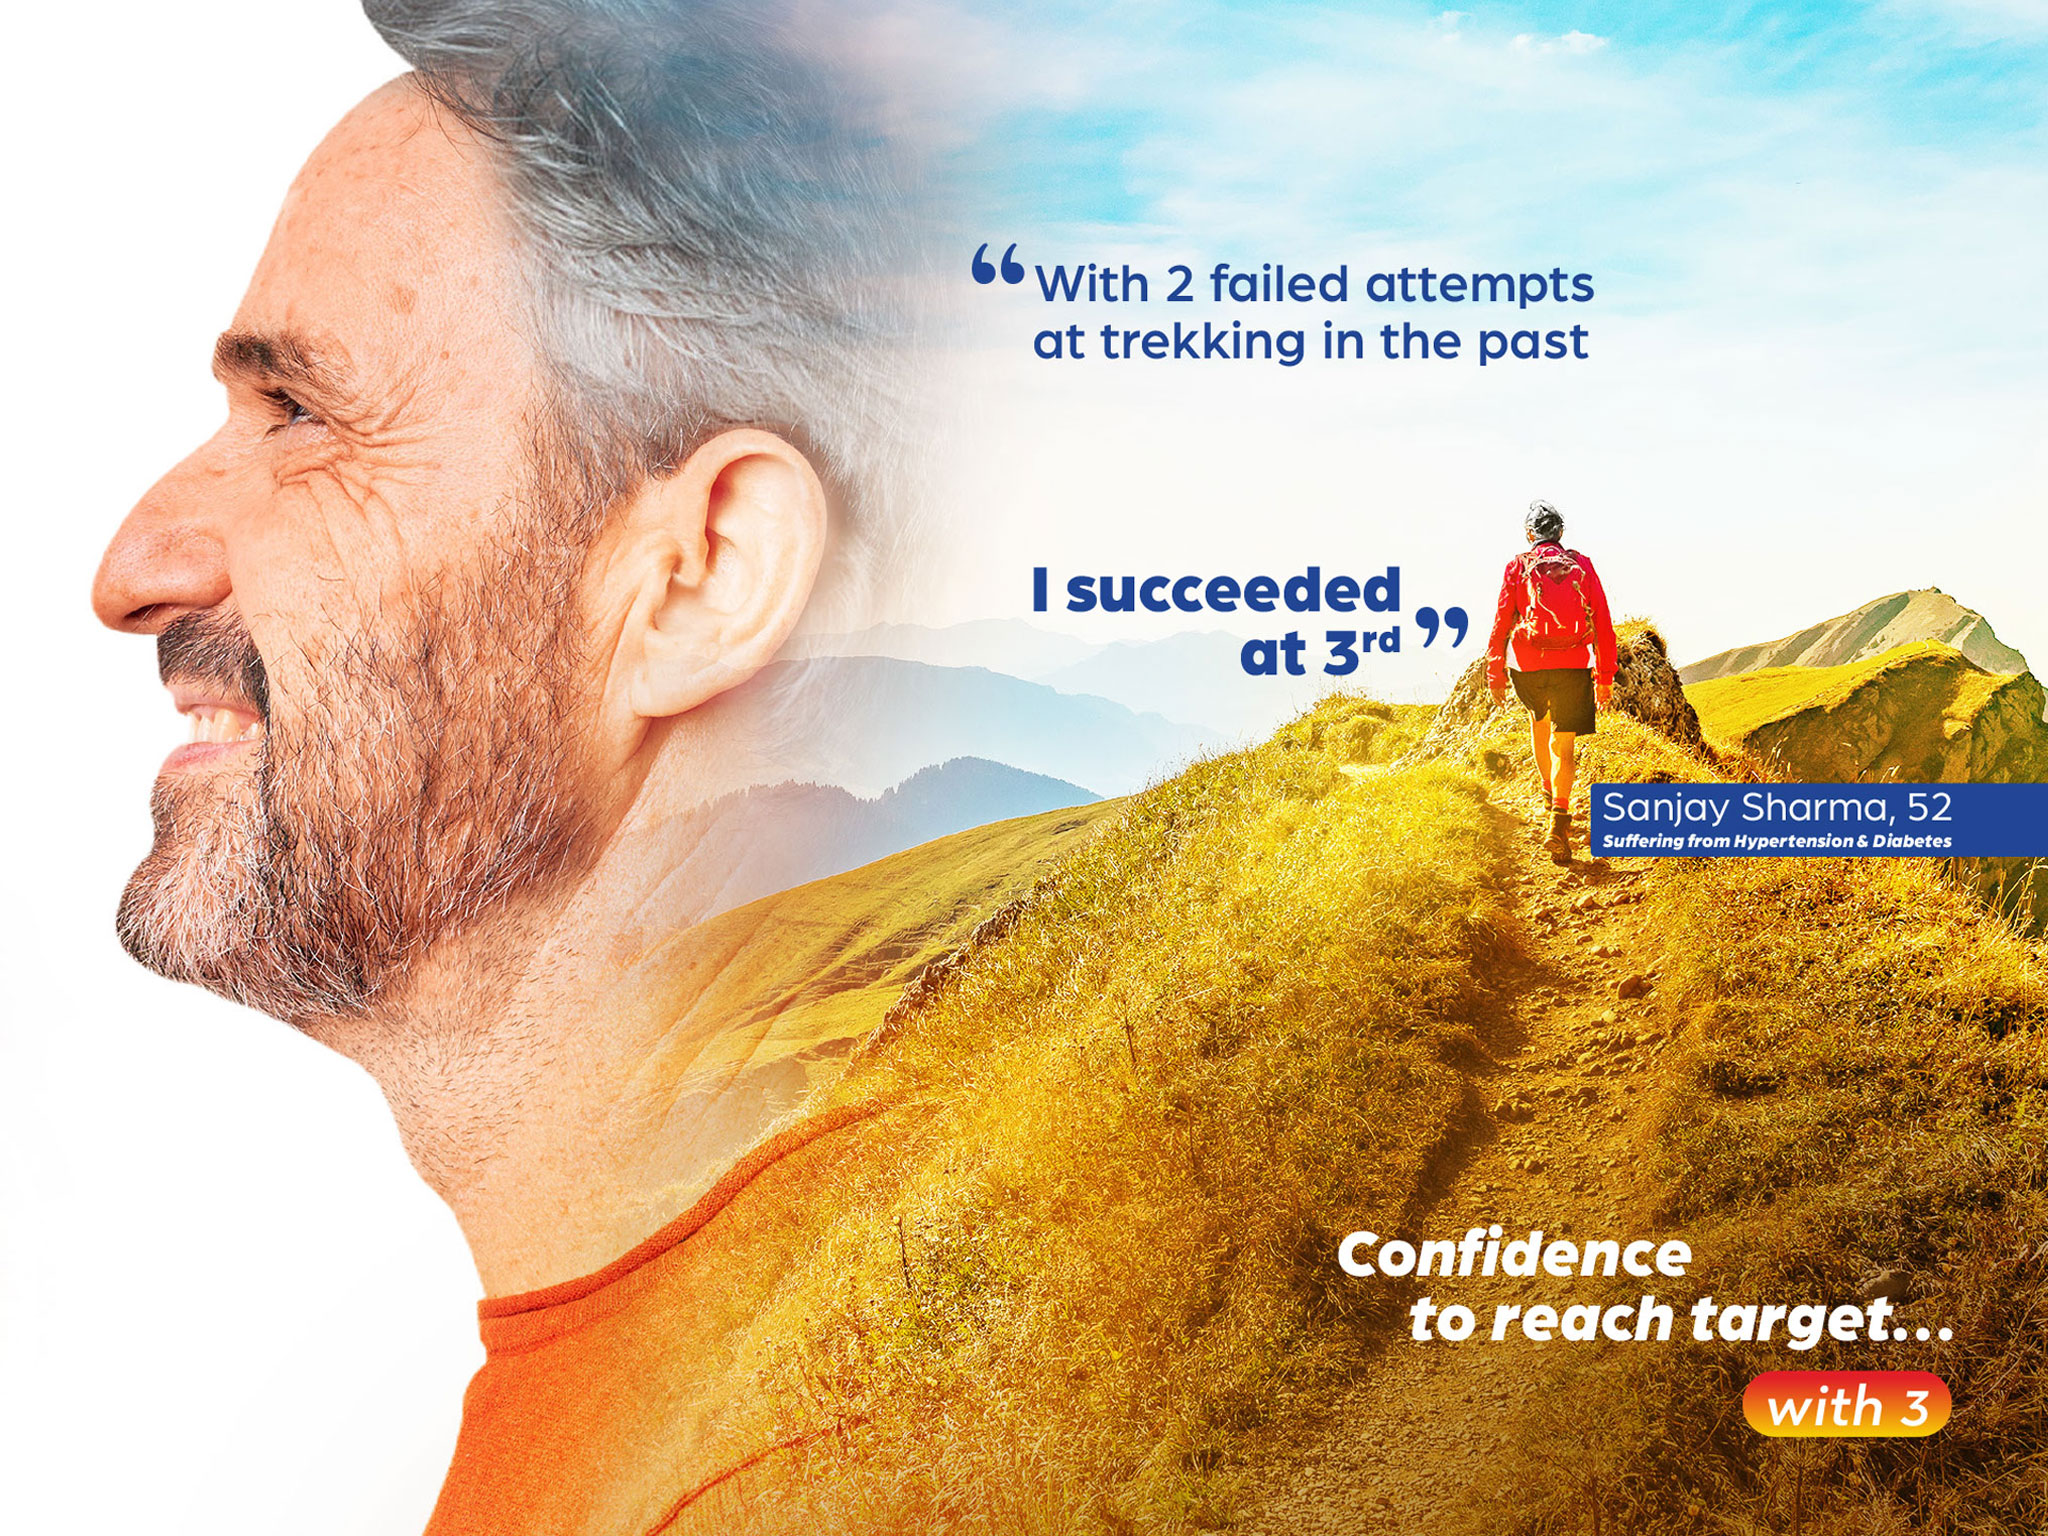 “With 2 failed attempts
at trekking in the past
I succeeded
at 3rd”
Sanjay Sharma, 52
Suffering from Hypertension & Diabetes
Confidence
to reach target...
with 3